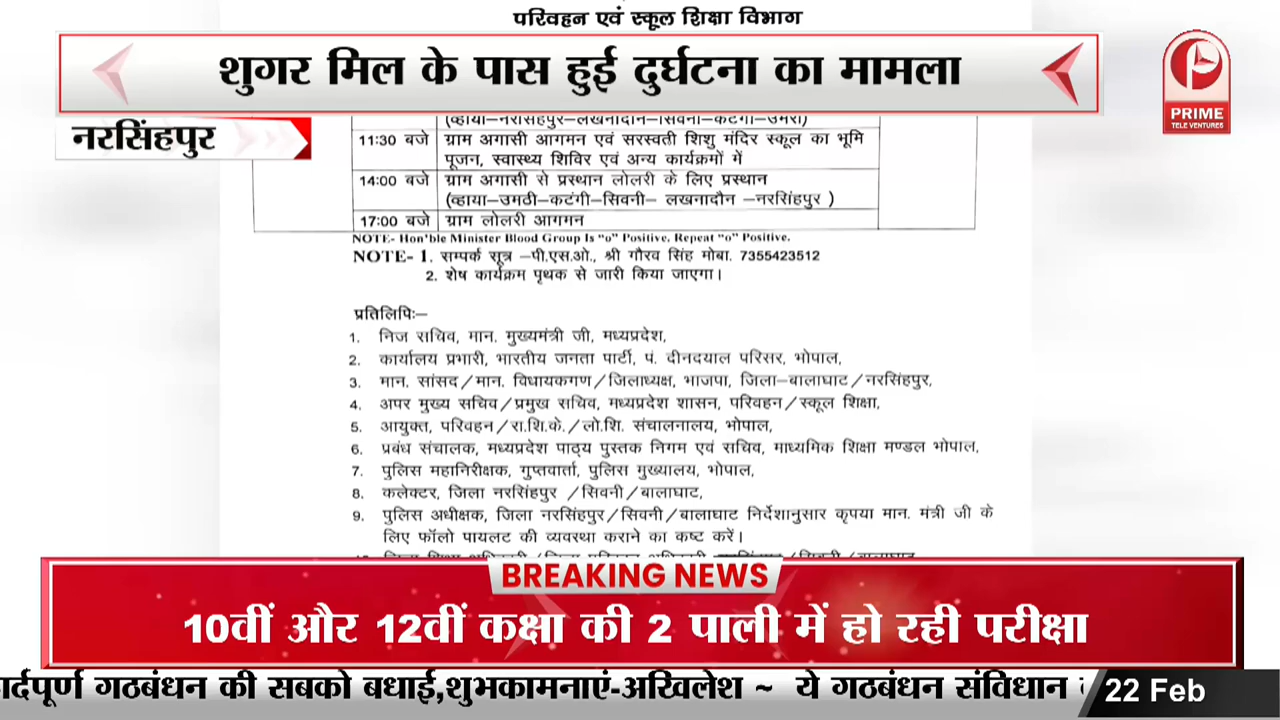 परिवहन एवं स्कूल शिक्षा विभाग
शुगर मिल के पास हुई दुर्घटना का मामला
PRIME
TELE VENTURES
नरसिंहपुर
(व्हाया–नरसिंहपुर–लखनादौन–सिवनी–कटंगी–उमरी)
11:30 बजे ग्राम अगासी आगमन एवं सरस्वती शिशु मंदिर स्कूल का भूमि
पूजन, स्वास्थ्य शिविर एवं अन्य कार्यक्रमों में
14:00 बजे ग्राम अगासी से प्रस्थान लोलरी के लिए प्रस्थान
(व्हाया–उमठी–कटंगी–सिवनी– लखनादौन –नरसिंहपुर )
17:00 बजे ग्राम लोलरी आगमन
NOTE- Hon'ble Minister Blood Group Is "o" Positive. Repeat "o" Positive.
NOTE- 1. सम्पर्क सूत्र –पी.एस.ओ., श्री गौरव सिंह मोबा. 7355423512
2. शेष कार्यक्रम पृथक से जारी किया जाएगा।
प्रतिलिपिः–
1. निज सचिव, मान. मुख्यमंत्री जी, मध्यप्रदेश,
2. कार्यालय प्रभारी, भारतीय जनता पार्टी, पं. दीनदयाल परिसर, भोपाल,
3. मान. सांसद/मान. विधायकगण/जिलाध्यक्ष, भाजपा, जिला–बालाघाट/नरसिंहपुर,
4. अपर मुख्य सचिव/प्रमुख सचिव, मध्यप्रदेश शासन, परिवहन/स्कूल शिक्षा,
5. आयुक्त, परिवहन/रा.शि.के./लो.शि. संचालनालय, भोपाल,
6. प्रबंध संचालक, मध्यप्रदेश पाठ्य पुस्तक निगम एवं सचिव, माध्यमिक शिक्षा मण्डल भोपाल,
7. पुलिस महानिरीक्षक, गुप्तवार्ता, पुलिस मुख्यालय, भोपाल,
8. कलेक्टर, जिला नरसिंहपुर /सिवनी/बालाघाट,
9. पुलिस अधीक्षक, जिला नरसिंहपुर/सिवनी/बालाघाट निर्देशानुसार कृपया मान. मंत्री जी के
लिए फॉलो पायलट की व्यवस्था कराने का कष्ट करें।
BREAKING NEWS
10वीं और 12वीं कक्षा की 2 पाली में हो रही परीक्षा
गठबंधन की सबको बधाई,शुभकामनाएं-अखिलेश ~ ये गठबंधन संविधान
22 Feb